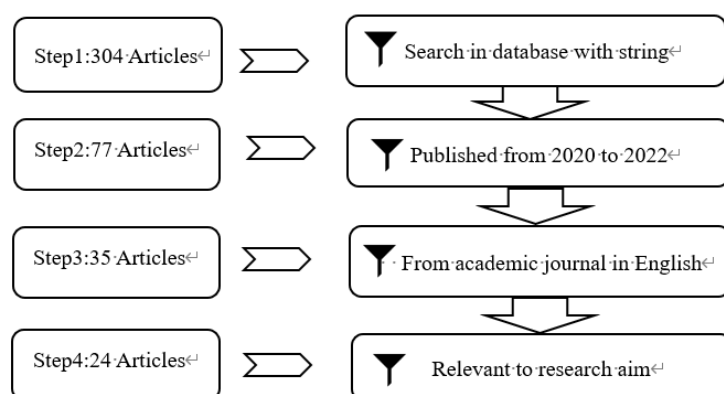 Step1:304 Articles
Search in database with string
Step2:77 Articles
Published from 2020 to 2022
Step3:35 Articles
From academic journal in English
Step4:24 Articles
Relevant to research aim